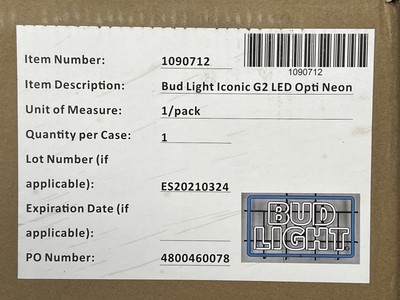 Item Number: 1090712
1090712
Item Description: Bud Light Iconic G2 LED Opti Neon
Unit of Measure: 1/pack
Quantity per Case: 1
Lot Number (if
applicable): ES20210324
Expiration Date (if
applicable):
PO Number: 4800460078
BUD
LIGHT